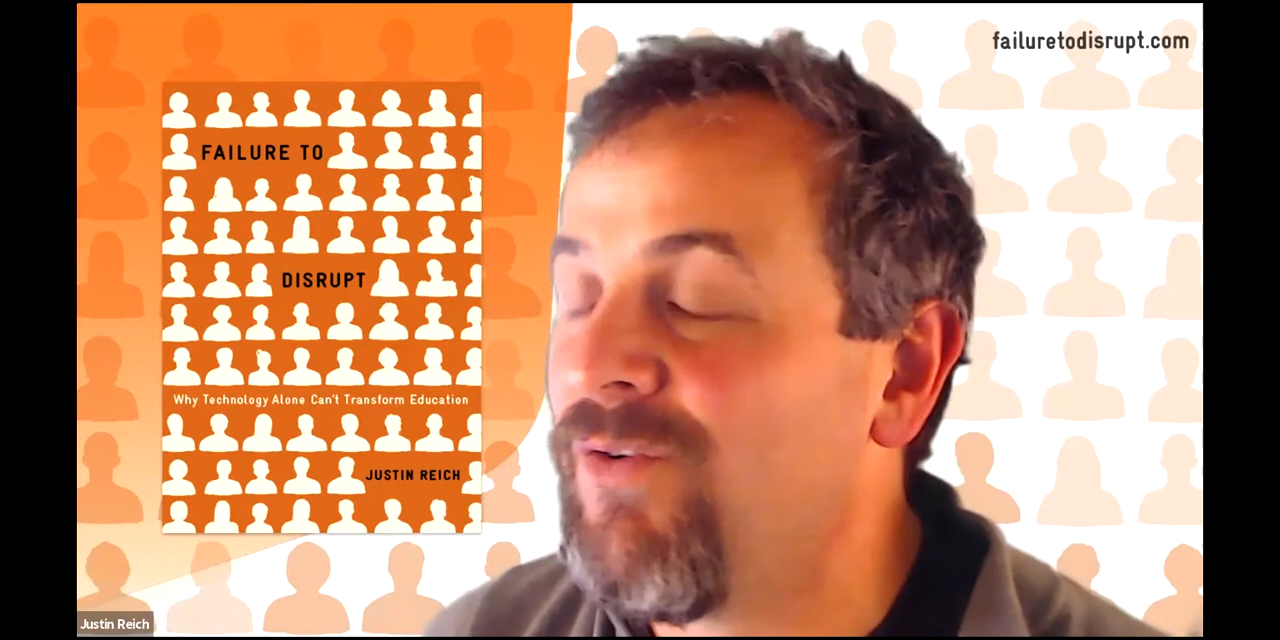 failuretodisrupt.com
FAILURE TO
DISRUPT
Why Technology Alone Can't Transform Education
JUSTIN REICH
Justin Reich